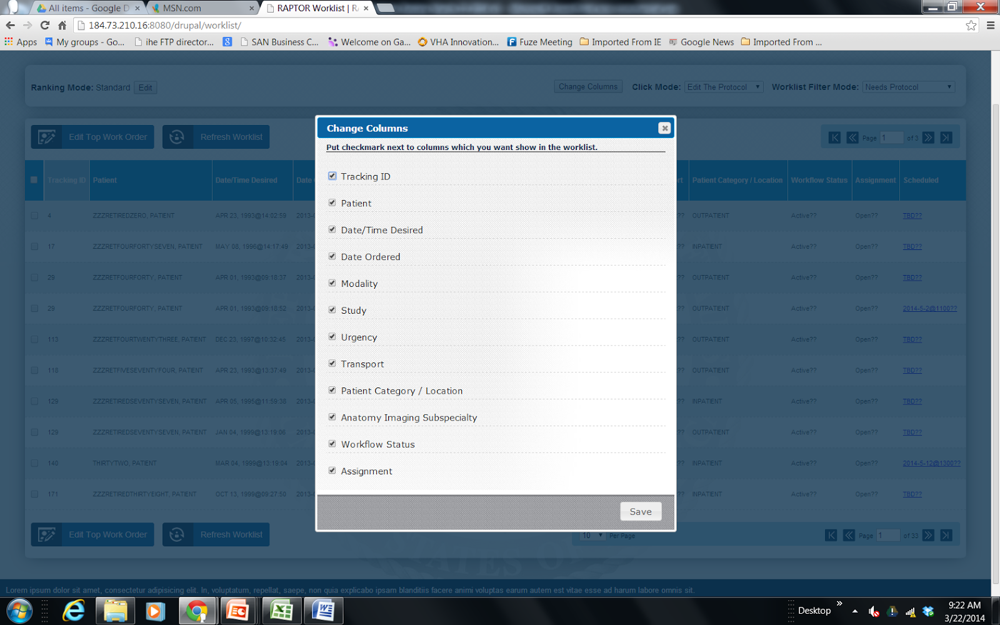 All items - Google D
MSN.com
RAPTOR Worklist | R
184.73.210.16:8080/drupal/worklist/
Apps My groups - Go... ihe FTP director... SAN Business C... Welcome on Ga... VHA Innovation... Fuze Meeting Imported From IE Google News Imported From ...
Ranking Mode: Standard Edit Change Columns Click Mode: Edit The Protocol Worklist Filter Mode: Needs Protocol
Edit Top Work Order Refresh Worklist Page 1 of 3
Tracking ID Patient Date/Time Desired Date Patient Category / Location Workflow Status Assignment Scheduled
4 ZZZRETIREDZERO, PATIENT APR 23, 1993@14:02:59 2013- ?? OUTPATIENT Active?? Open?? TBD??
17 ZZZRETFOURFORTYSEVEN, PATIENT MAY 08, 1996@14:17:49 2013- ?? INPATIENT Active?? Open?? TBD??
29 ZZZRETFOURFORTY, PATIENT APR 01, 1993@09:18:37 2013- ?? OUTPATIENT Active?? Open?? TBD??
29 ZZZRETFOURFORTY, PATIENT APR 01, 1993@09:18:52 2013- ?? OUTPATIENT Active?? Open?? 2014-5-2@1100??
113 ZZZRETFOURTWENTYTHREE, PATIENT DEC 23, 1997@10:32:45 2013- ?? OUTPATIENT Active?? Open?? TBD??
118 ZZZRETFIVESEVENTYFOUR, PATIENT APR 23, 1993@13:37:49 2013- ?? OUTPATIENT Active?? Open?? TBD??
129 ZZZRETIREDSEVENTYSEVEN, PATIENT APR 05, 1995@11:59:38 2013- ?? INPATIENT Active?? Open?? TBD??
129 ZZZRETIREDSEVENTYSEVEN, PATIENT JAN 04, 1999@13:19:06 2013- ?? OUTPATIENT Active?? Open?? TBD??
140 THIRTYTWO, PATIENT MAR 04, 1999@13:19:04 2013- ?? INPATIENT Active?? Open?? 2014-5-12@1300??
171 ZZZRETIREDTHIRTYEIGHT, PATIENT OCT 13, 1999@09:27:50 2013- ?? INPATIENT Active?? Open?? TBD??
Change Columns
Put checkmark next to columns which you want show in the worklist.
Tracking ID
Patient
Date/Time Desired
Date Ordered
Modality
Study
Urgency
Transport
Patient Category / Location
Anatomy Imaging Subspecialty
Workflow Status
Assignment
Save
Edit Top Work Order Refresh Worklist 10 Per Page Page 1 of 33
Lorem ipsum dolor sit amet, consectetur adipisicing elit. In, voluptatum, repellat, saepe, non quia explicabo ipsam blanditiis facere animi voluptas earum autem est vitae esse ad harum labore omnis sit.
Desktop
9:22 AM
3/22/2014